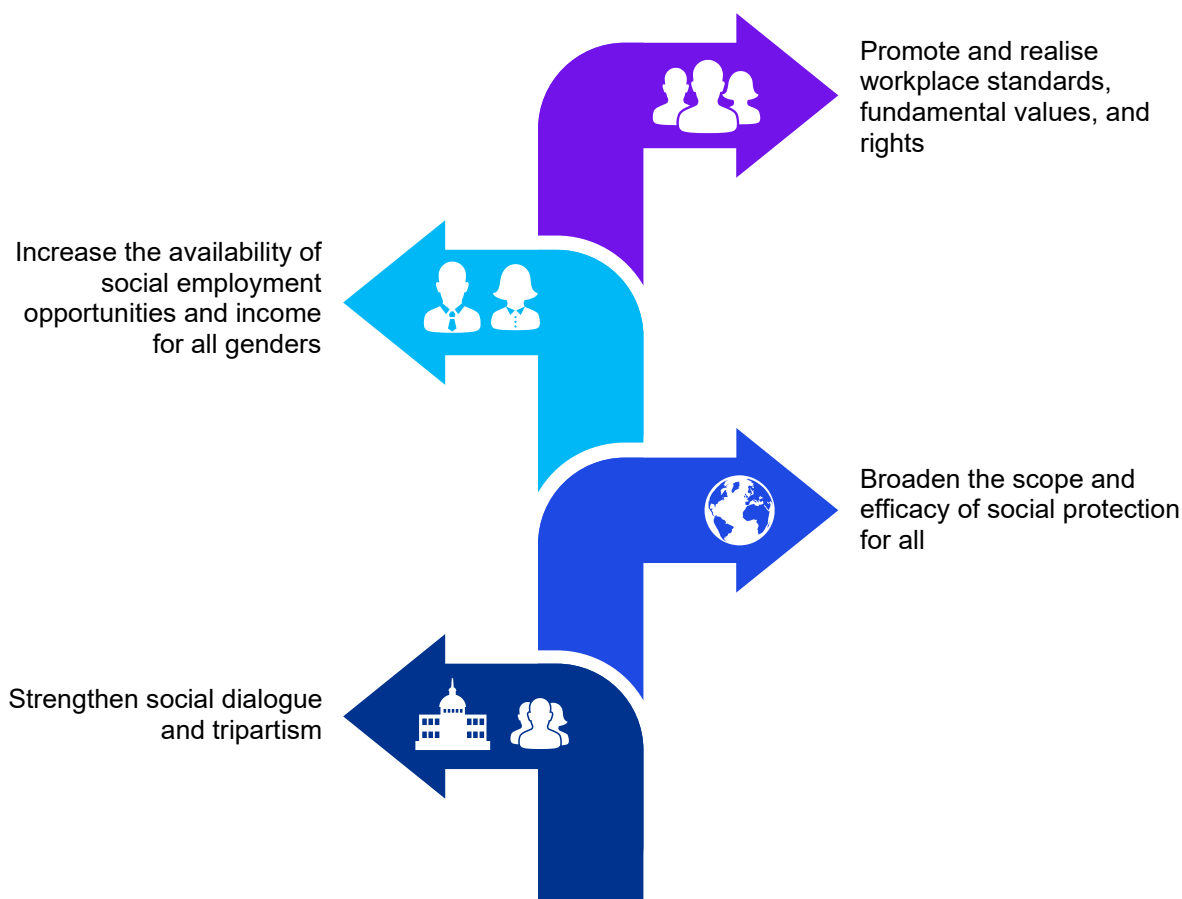 Promote and realise
workplace standards,
fundamental values, and
rights
Increase the availability of
social employment
opportunities and income
for all genders
Broaden the scope and
efficacy of social protection
for all
Strengthen social dialogue
and tripartism